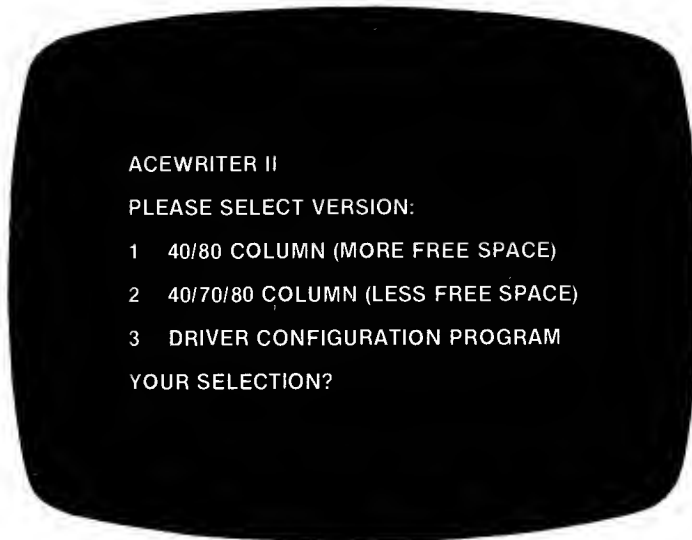 ACEWRITER II
PLEASE SELECT VERSION:
1 40/80 COLUMN (MORE FREE SPACE)
2 40/70/80 COLUMN (LESS FREE SPACE)
3 DRIVER CONFIGURATION PROGRAM
YOUR SELECTION?